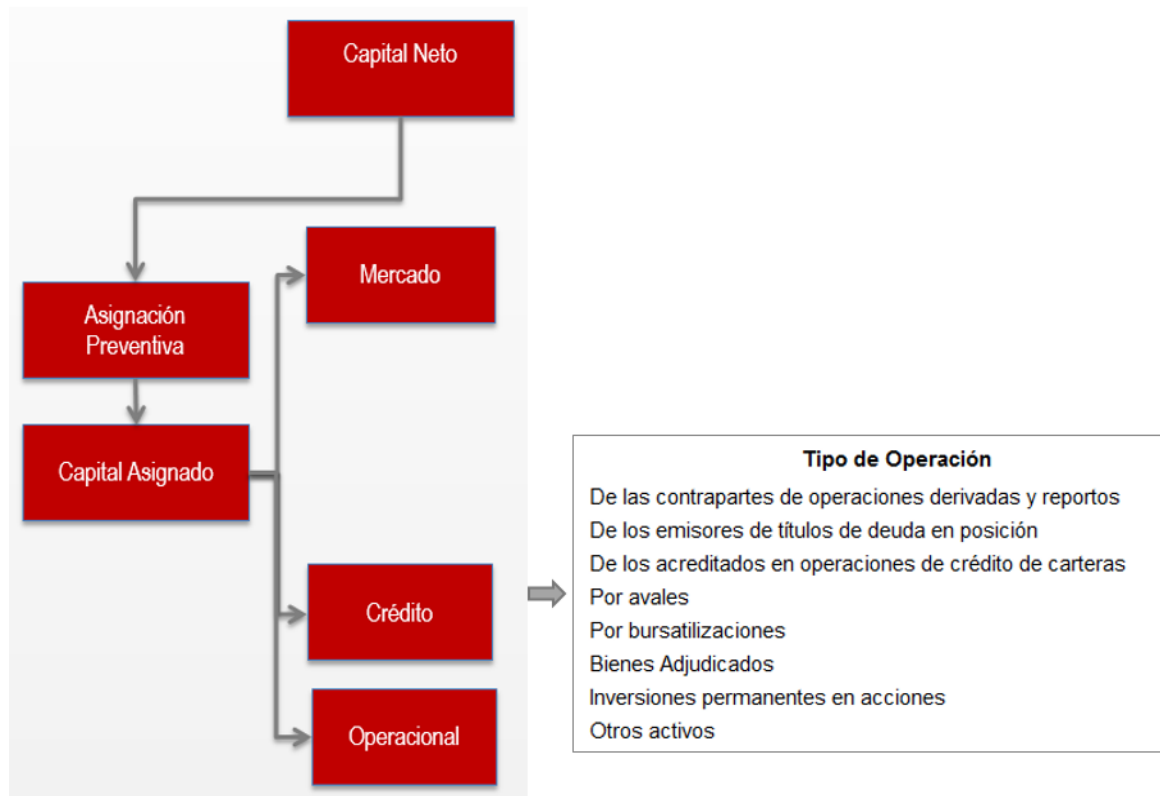 Capital Neto
Mercado
Asignación
Preventiva
Capital Asignado
Crédito
Operacional
Tipo de Operación
De las contrapartes de operaciones derivadas y reportos
De los emisores de títulos de deuda en posición
De los acreditados en operaciones de crédito de carteras
Por avales
Por bursatilizaciones
Bienes Adjudicados
Inversiones permanentes en acciones
Otros activos